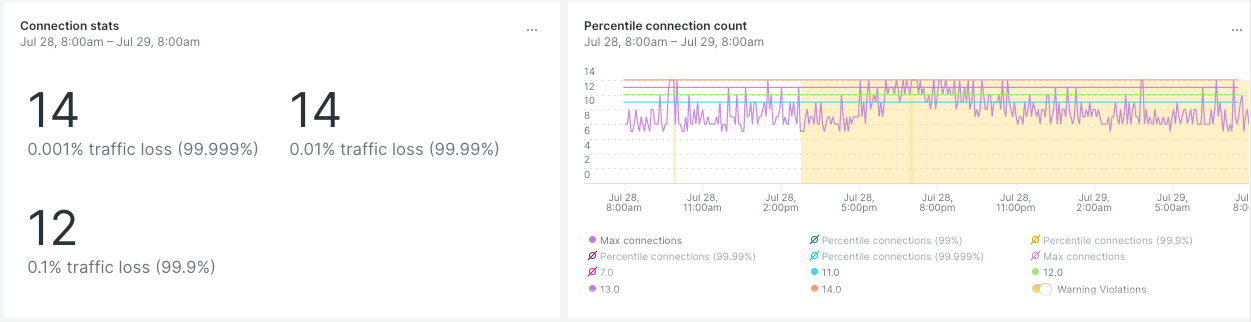 Connection stats
Jul 28, 8:00am – Jul 29, 8:00am
...
14
0.001% traffic loss (99.999%)
14
0.01% traffic loss (99.99%)
12
0.1% traffic loss (99.9%)
Percentile connection count
Jul 28, 8:00am – Jul 29, 8:00am
...
14
12
10
8
6
4
2
0
Jul 28, 8:00am
Jul 28, 11:00am
Jul 28, 2:00pm
Jul 28, 5:00pm
Jul 28, 8:00pm
Jul 28, 11:00pm
Jul 29, 2:00am
Jul 29, 5:00am
Jul
8:0
Max connections
Percentile connections (99%)
Percentile connections (99.9%)
Percentile connections (99.99%)
Percentile connections (99.999%)
Max connections
7.0
11.0
12.0
13.0
14.0
Warning Violations